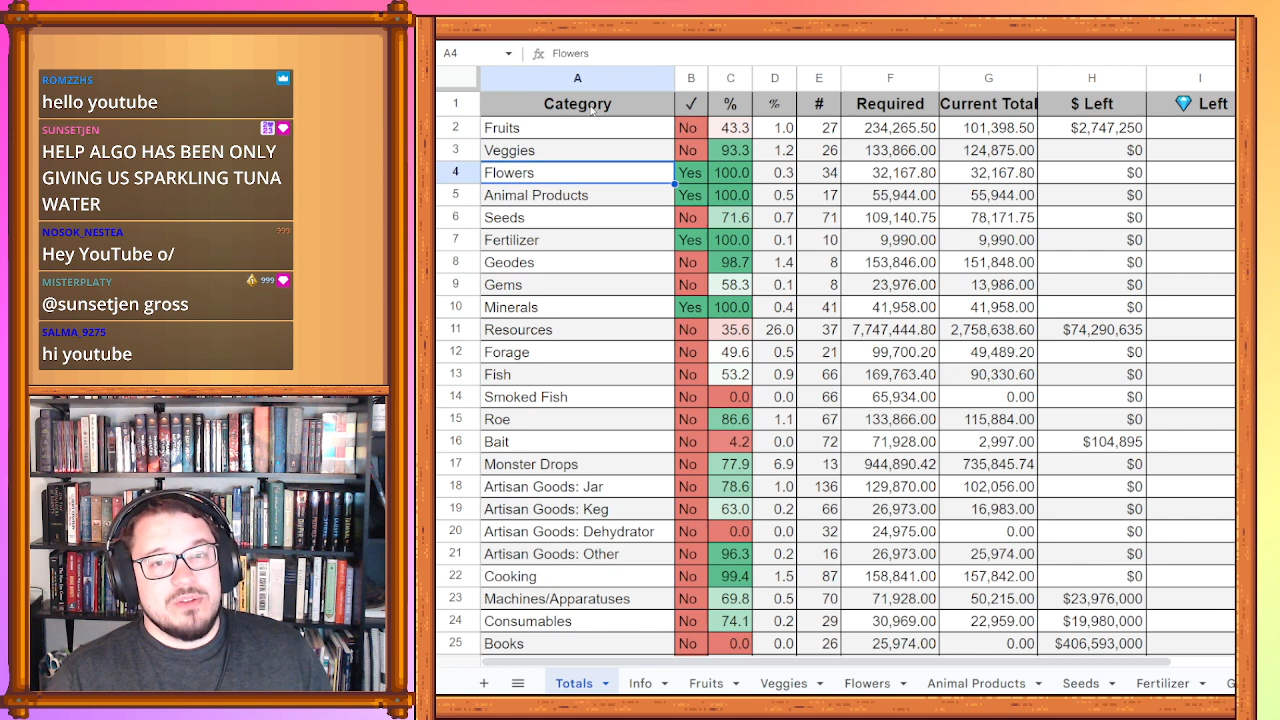 ROMZZHS
hello youtube
SUNSETJEN
HELP ALGO HAS BEEN ONLY
GIVING US SPARKLING TUNA
WATER
NOSOK_NESTEA ???
Hey YouTube o/
MISTERPLATY 999
@sunsetjen gross
SALMA_9275
hi youtube
A4 fx Flowers
A B C D E F G H I
1 Category ✓ % % # Required Current Total $ Left 💎 Left
2 Fruits No 43.3 1.0 27 234,265.50 101,398.50 $2,747,250
3 Veggies No 93.3 1.2 26 133,866.00 124,875.00 $0
4 Flowers Yes 100.0 0.3 34 32,167.80 32,167.80 $0
5 Animal Products Yes 100.0 0.5 17 55,944.00 55,944.00 $0
6 Seeds No 71.6 0.7 71 109,140.75 78,171.75 $0
7 Fertilizer Yes 100.0 0.1 10 9,990.00 9,990.00 $0
8 Geodes No 98.7 1.4 8 153,846.00 151,848.00 $0
9 Gems No 58.3 0.1 8 23,976.00 13,986.00 $0
10 Minerals Yes 100.0 0.4 41 41,958.00 41,958.00 $0
11 Resources No 35.6 26.0 37 7,747,444.80 2,758,638.60 $74,290,635
12 Forage No 49.6 0.5 21 99,700.20 49,489.20 $0
13 Fish No 53.2 0.9 66 169,763.40 90,330.60 $0
14 Smoked Fish No 0.0 0.0 66 65,934.00 0.00 $0
15 Roe No 86.6 1.1 67 133,866.00 115,884.00 $0
16 Bait No 4.2 0.0 72 71,928.00 2,997.00 $104,895
17 Monster Drops No 77.9 6.9 13 944,890.42 735,845.74 $0
18 Artisan Goods: Jar No 78.6 1.0 136 129,870.00 102,056.00 $0
19 Artisan Goods: Keg No 63.0 0.2 66 26,973.00 16,983.00 $0
20 Artisan Goods: Dehydrator No 0.0 0.0 32 24,975.00 0.00 $0
21 Artisan Goods: Other No 96.3 0.2 16 26,973.00 25,974.00 $0
22 Cooking No 99.4 1.5 87 158,841.00 157,842.00 $0
23 Machines/Apparatuses No 69.8 0.5 70 71,928.00 50,215.00 $23,976,000
24 Consumables No 74.1 0.2 29 30,969.00 22,959.00 $19,980,000
25 Books No 0.0 0.0 26 25,974.00 0.00 $406,593,000
+ Totals Info Fruits Veggies Flowers Animal Products Seeds Fertilizer G